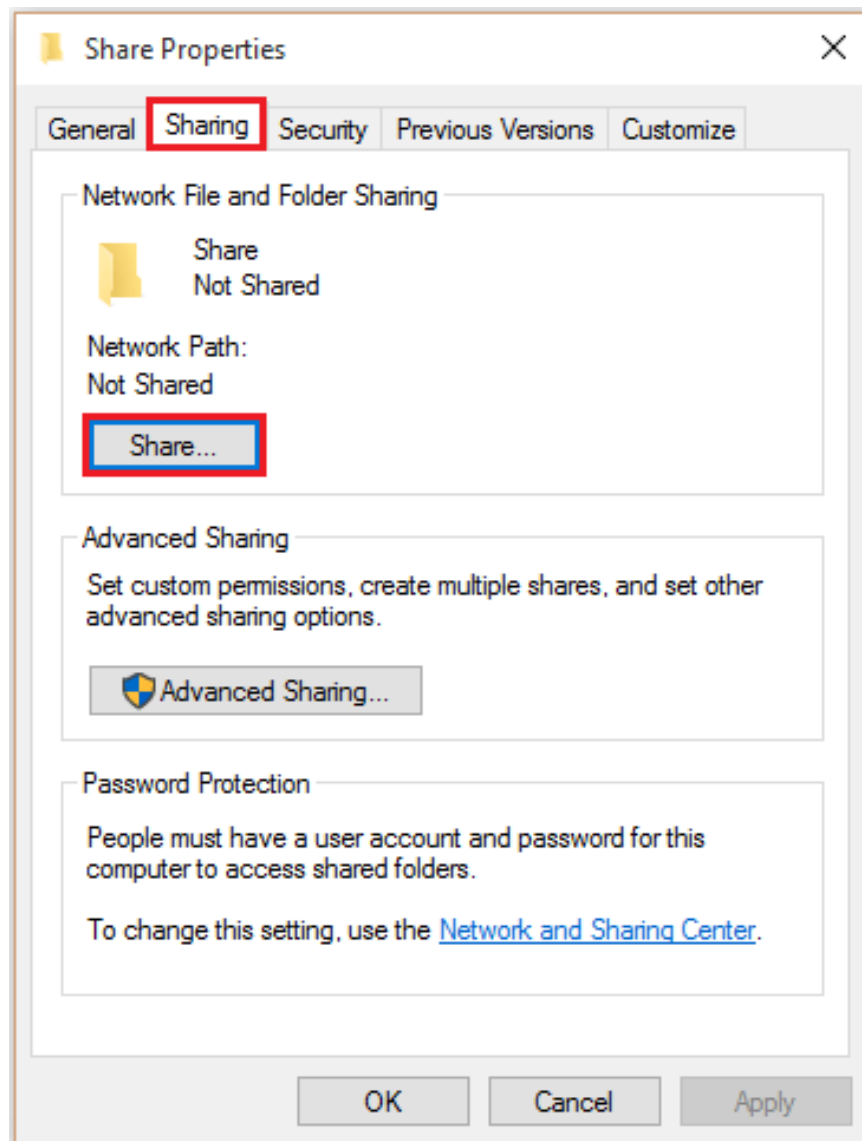 Share Properties
General Sharing Security Previous Versions Customize
Network File and Folder Sharing
Share
Not Shared
Network Path:
Not Shared
Share...
Advanced Sharing
Set custom permissions, create multiple shares, and set other
advanced sharing options.
Advanced Sharing...
Password Protection
People must have a user account and password for this
computer to access shared folders.
To change this setting, use the Network and Sharing Center.
OK Cancel Apply